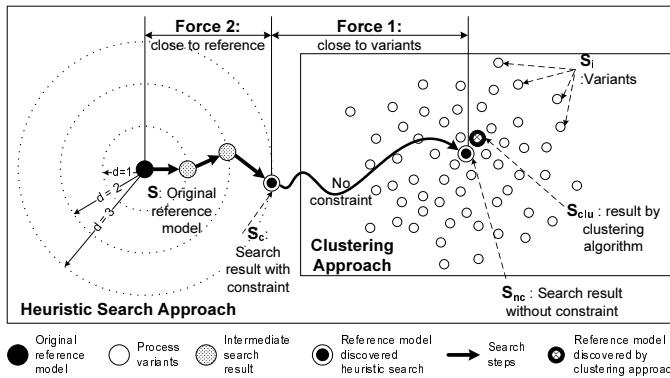 Force 2:
close to reference
Force 1:
close to variants
Si
:Variants
d=1
d=2
d=3
S: Original
reference
model
No
constraint
Sc:
Search
result with
constraint
Sclu : result by
clustering
algorithm
Clustering
Approach
Snc : Search result
without constraint
Heuristic Search Approach
Original
reference
model
Process
variants
Intermediate
search
result
Reference model
discovered
heuristic search
Search
steps
Reference model
discovered by
clustering approac